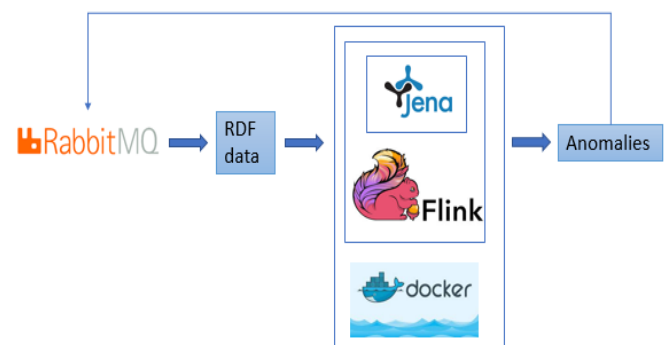 RabbitMQ
RDF
data
Jena
Flink
docker
Anomalies